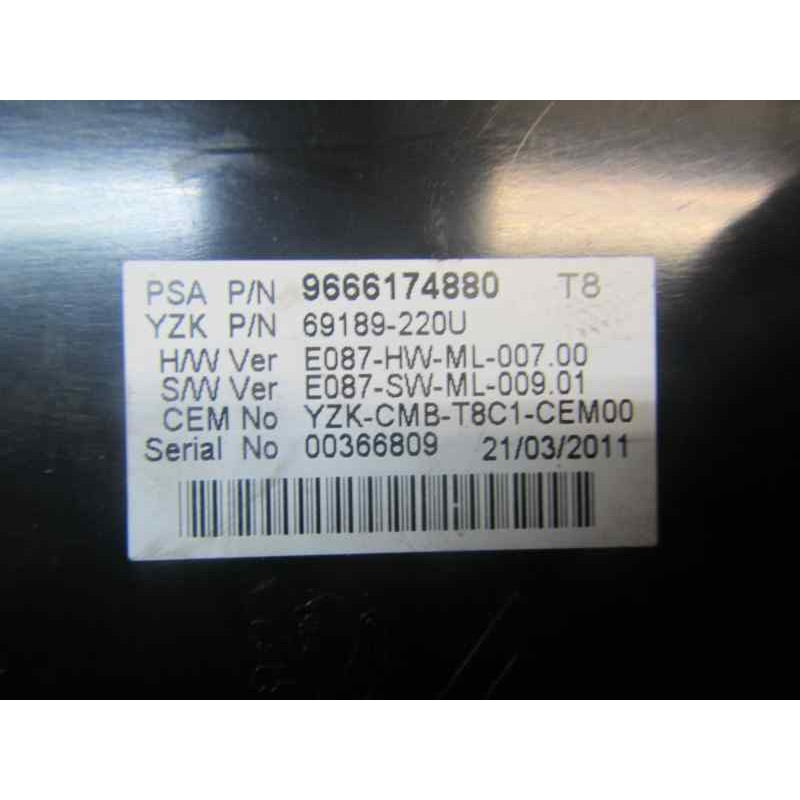 PSA P/N 9666174880 T8
YZK P/N 69189-220U
H/W Ver E087-HW-ML-007.00
S/W Ver E087-SW-ML-009.01
CEM No YZK-CMB-T8C1-CEM00
Serial No 00366809 21/03/2011